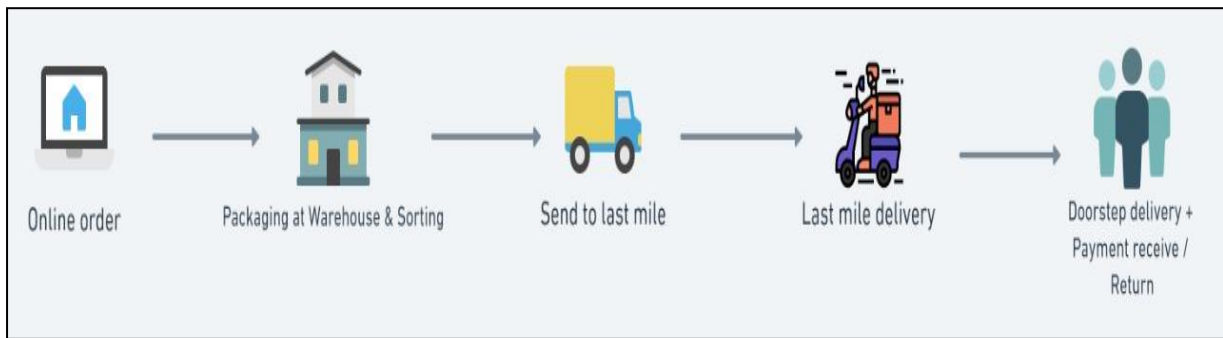 Online order
Packaging at Warehouse & Sorting
Send to last mile
Last mile delivery
Doorstep delivery +
Payment receive /
Return